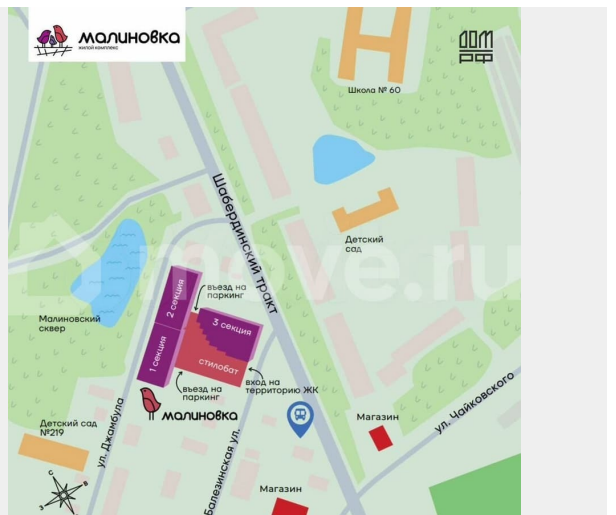 малиновка
жилой комплекс
ДОМ
РФ
Школа № 60
Шабердинский тракт
Детский
сад
move.ru
въезд на
паркинг
2 секция
3 секция
Малиновский
сквер
1 секция
стилобат
въезд на
паркинг
вход на
территорию ЖК
малиновка
ул. Джамбула
Детский сад
№219
Балезинская ул.
Магазин
ул. Чайковского
Магазин
С
В
З